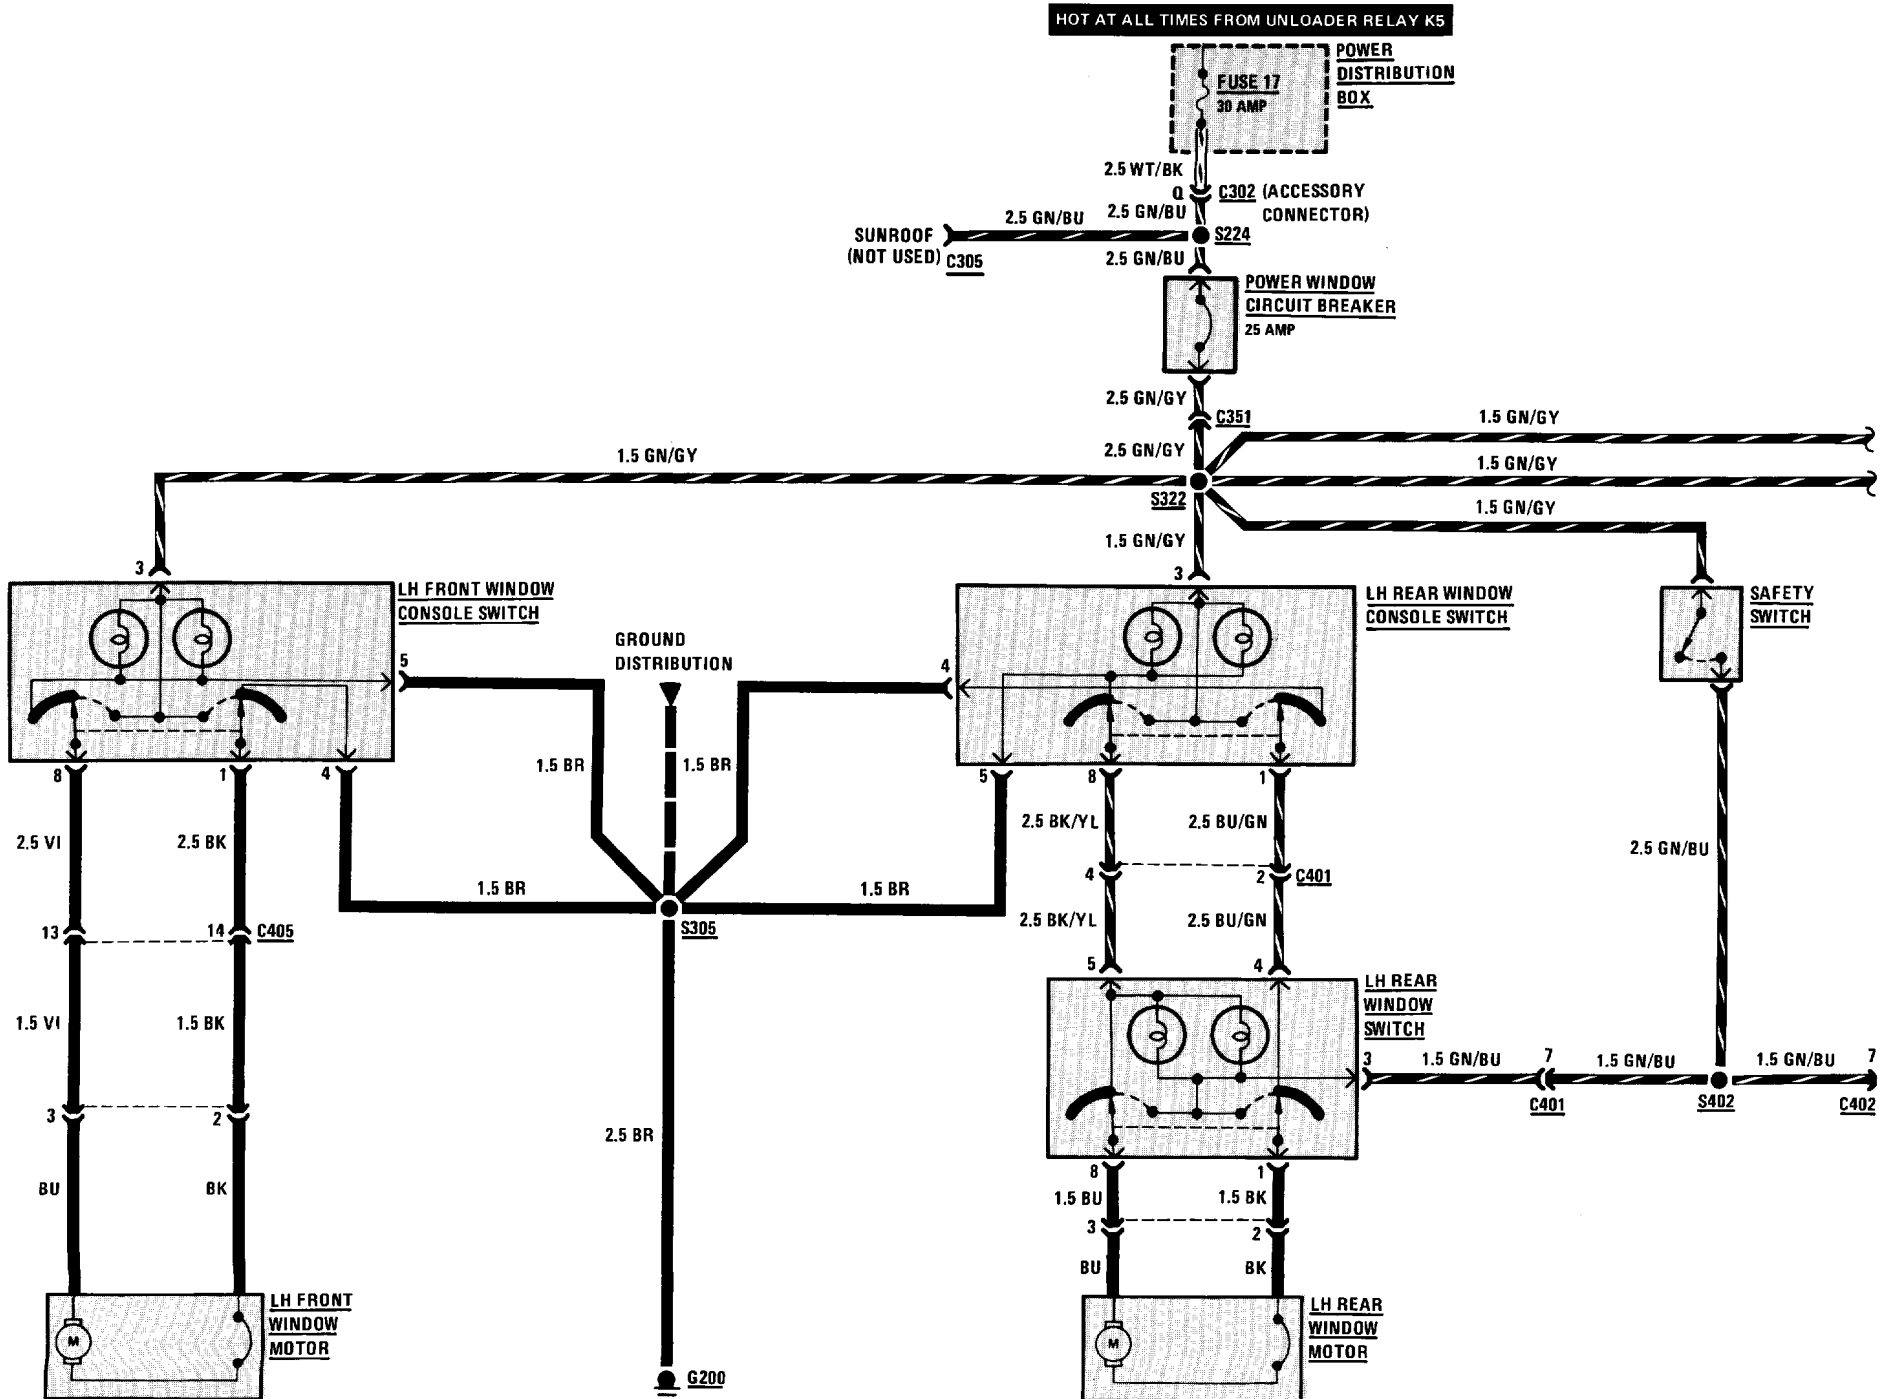 HOT AT ALL TIMES FROM UNLOADER RELAY K5
POWER
DISTRIBUTION
BOX
FUSE 17
30 AMP
2.5 WT/BK
Q
C302 (ACCESSORY
CONNECTOR)
2.5 GN/BU
2.5 GN/BU
S224
SUNROOF
(NOT USED)
C305
2.5 GN/BU
POWER WINDOW
CIRCUIT BREAKER
25 AMP
2.5 GN/GY
C351
1.5 GN/GY
2.5 GN/GY
1.5 GN/GY
1.5 GN/GY
S322
1.5 GN/GY
1.5 GN/GY
3
3
LH FRONT WINDOW
CONSOLE SWITCH
LH REAR WINDOW
CONSOLE SWITCH
SAFETY
SWITCH
GROUND
DISTRIBUTION
5
4
1.5 BR
1.5 BR
8
1
4
5
8
1
2.5 VI
2.5 BK
2.5 BK/YL
2.5 BU/GN
2.5 GN/BU
4
2
C401
1.5 BR
1.5 BR
S305
13
14
C405
2.5 BK/YL
2.5 BU/GN
5
4
LH REAR
WINDOW
SWITCH
1.5 VI
1.5 BK
3
1.5 GN/BU
7
1.5 GN/BU
1.5 GN/BU
7
C401
S402
C402
3
2
2.5 BR
8
1
BU
BK
1.5 BU
1.5 BK
3
2
BU
BK
LH FRONT
WINDOW
MOTOR
M
G200
LH REAR
WINDOW
MOTOR
M